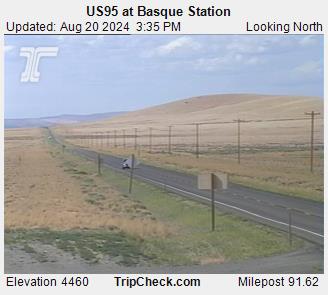 US95 at Basque Station
Updated: Aug 20 2024 3:35 PM Looking North
Elevation 4460 TripCheck.com Milepost 91.62